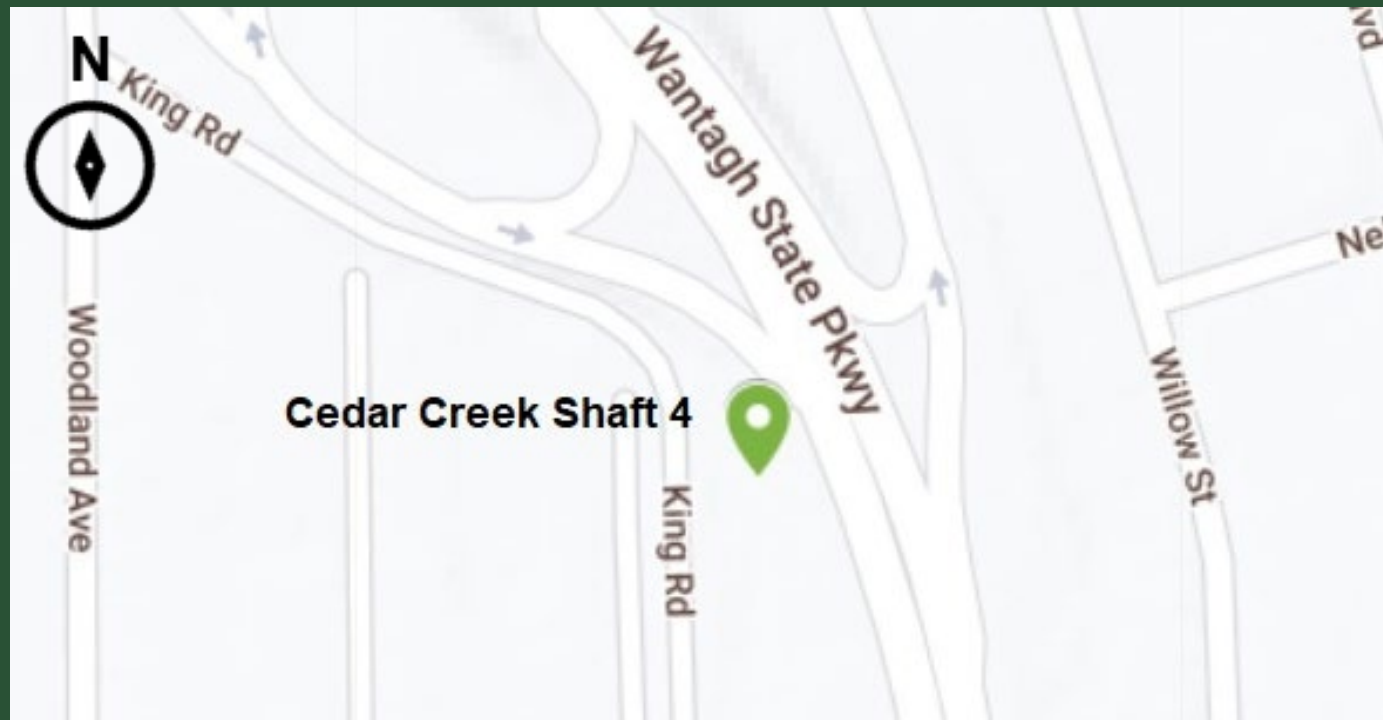 N
King Rd
Wantagh State Pkwy
Woodland Ave
Cedar Creek Shaft 4
King Rd
Willow St